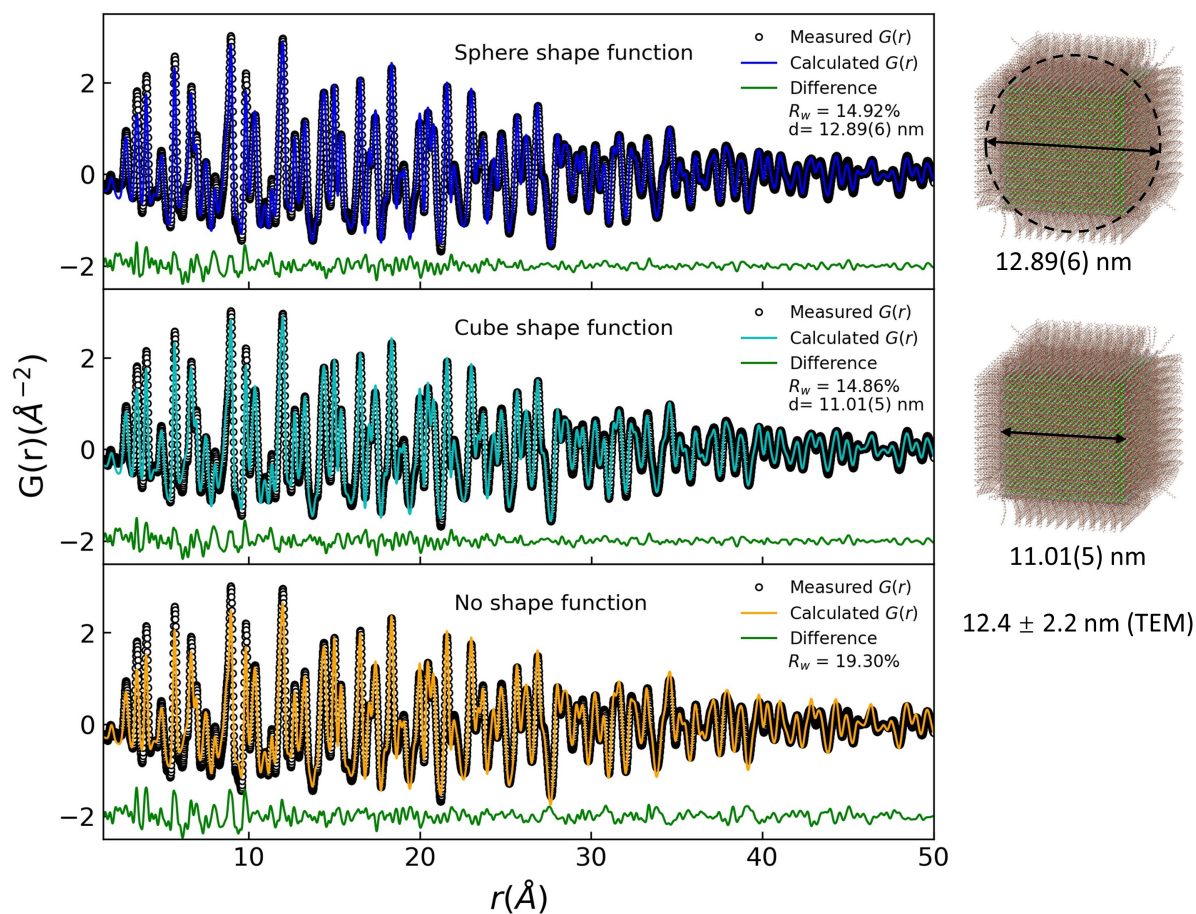 Sphere shape function
Measured G(r)
Calculated G(r)
Difference
R_w = 14.92%
d= 12.89(6) nm
2
0
−2
12.89(6) nm
Cube shape function
Measured G(r)
Calculated G(r)
Difference
R_w = 14.86%
d= 11.01(5) nm
2
0
−2
11.01(5) nm
G(r)(Å⁻²)
No shape function
Measured G(r)
Calculated G(r)
Difference
R_w = 19.30%
2
0
−2
12.4 ± 2.2 nm (TEM)
10 20 30 40 50
r(Å)